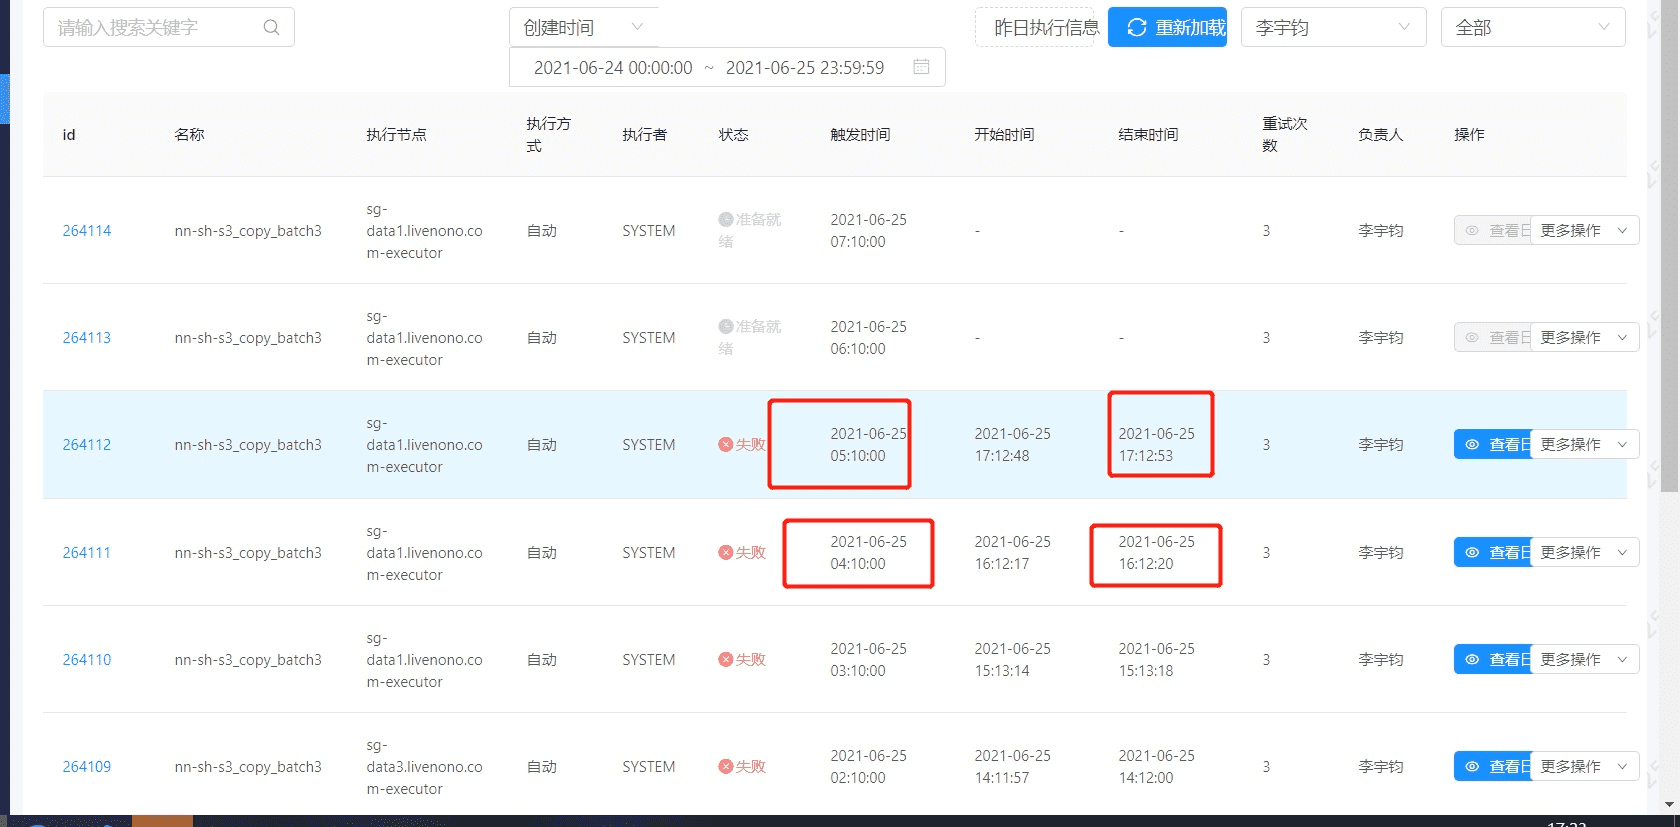 请输入搜索关键字
创建时间
昨日执行信息
重新加载
李宇钧
全部
2021-06-24 00:00:00 ~ 2021-06-25 23:59:59
id
名称
执行节点
执行方
式
执行者
状态
触发时间
开始时间
结束时间
重试次
数
负责人
操作
264114
nn-sh-s3_copy_batch3
sg-
data1.livenono.co
m-executor
自动
SYSTEM
准备就
绪
2021-06-25
07:10:00
-
-
3
李宇钧
查看日
更多操作
264113
nn-sh-s3_copy_batch3
sg-
data1.livenono.co
m-executor
自动
SYSTEM
准备就
绪
2021-06-25
06:10:00
-
-
3
李宇钧
查看日
更多操作
264112
nn-sh-s3_copy_batch3
sg-
data1.livenono.co
m-executor
自动
SYSTEM
失败
2021-06-25
05:10:00
2021-06-25
17:12:48
2021-06-25
17:12:53
3
李宇钧
查看日
更多操作
264111
nn-sh-s3_copy_batch3
sg-
data1.livenono.co
m-executor
自动
SYSTEM
失败
2021-06-25
04:10:00
2021-06-25
16:12:17
2021-06-25
16:12:20
3
李宇钧
查看日
更多操作
264110
nn-sh-s3_copy_batch3
sg-
data1.livenono.co
m-executor
自动
SYSTEM
失败
2021-06-25
03:10:00
2021-06-25
15:13:14
2021-06-25
15:13:18
3
李宇钧
查看日
更多操作
264109
nn-sh-s3_copy_batch3
sg-
data3.livenono.co
m-executor
自动
SYSTEM
失败
2021-06-25
02:10:00
2021-06-25
14:11:57
2021-06-25
14:12:00
3
李宇钧
查看日
更多操作